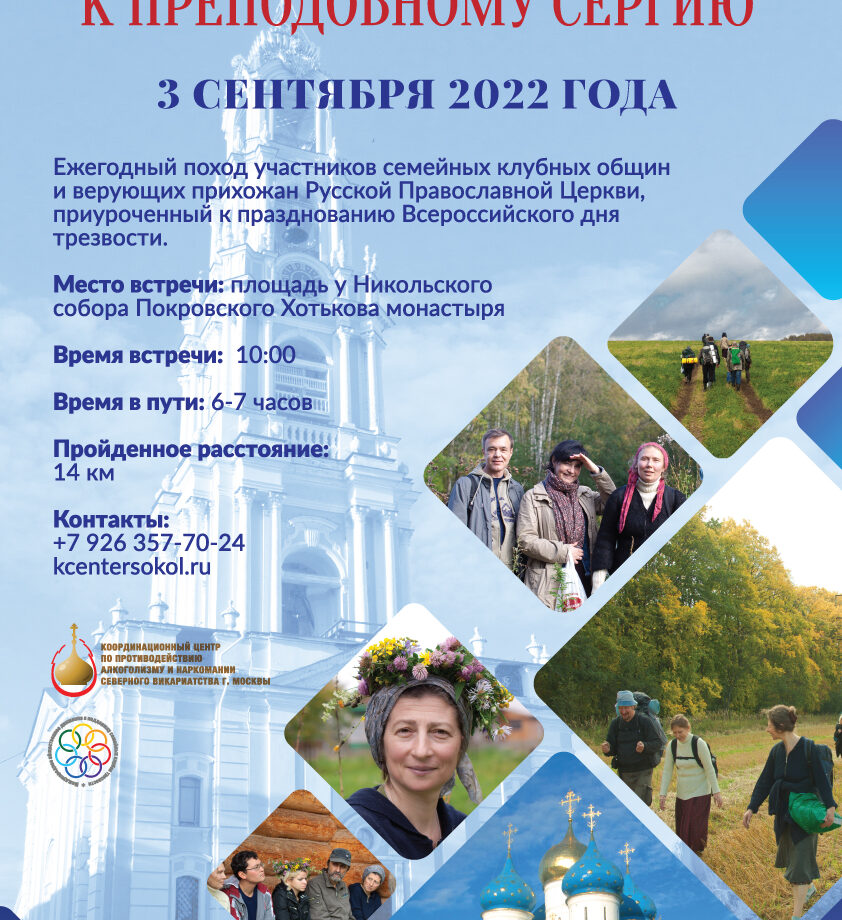 К ПРЕПОДОБНОМУ СЕРГИЮ
3 СЕНТЯБРЯ 2022 ГОДА
Ежегодный поход участников семейных клубных общин
и верующих прихожан Русской Православной Церкви,
приуроченный к празднованию Всероссийского дня
трезвости.
Место встречи: площадь у Никольского
собора Покровского Хотькова монастыря
Время встречи: 10:00
Время в пути: 6-7 часов
Пройденное расстояние:
14 км
Контакты:
+7 926 357-70-24
kcentersokol.ru
КООРДИНАЦИОННЫЙ ЦЕНТР
ПО ПРОТИВОДЕЙСТВИЮ
АЛКОГОЛИЗМУ И НАРКОМАНИИ
СЕВЕРНОГО ВИКАРИАТСТВА Г. МОСКВЫ